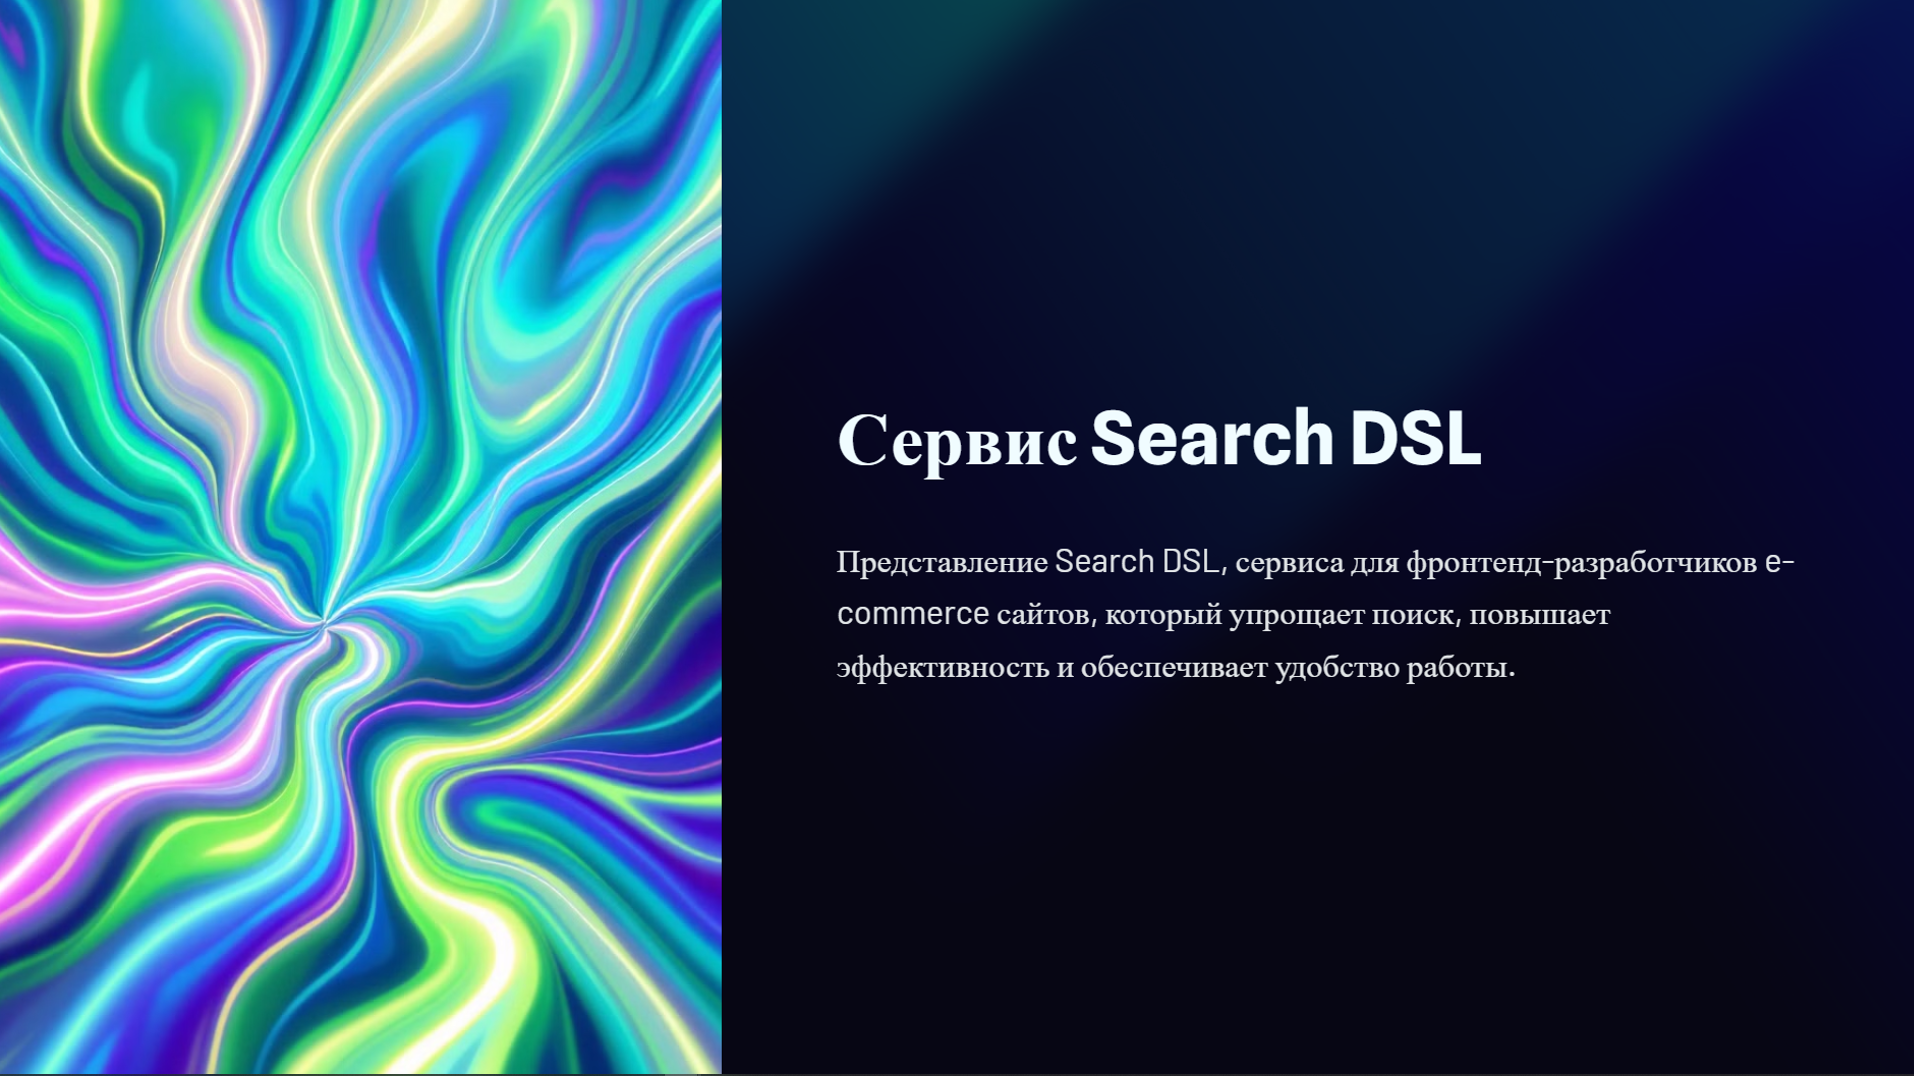 Сервис Search DSL
Представление Search DSL, сервиса для фронтенд-разработчиков e-
commerce сайтов, который упрощает поиск, повышает
эффективность и обеспечивает удобство работы.